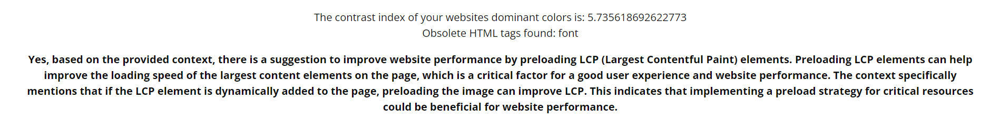 The contrast index of your websites dominant colors is: 5.735618692622773
Obsolete HTML tags found: font
Yes, based on the provided context, there is a suggestion to improve website performance by preloading LCP (Largest Contentful Paint) elements. Preloading LCP elements can help
improve the loading speed of the largest content elements on the page, which is a critical factor for a good user experience and website performance. The context specifically
mentions that if the LCP element is dynamically added to the page, preloading the image can improve LCP. This indicates that implementing a preload strategy for critical resources
could be beneficial for website performance.